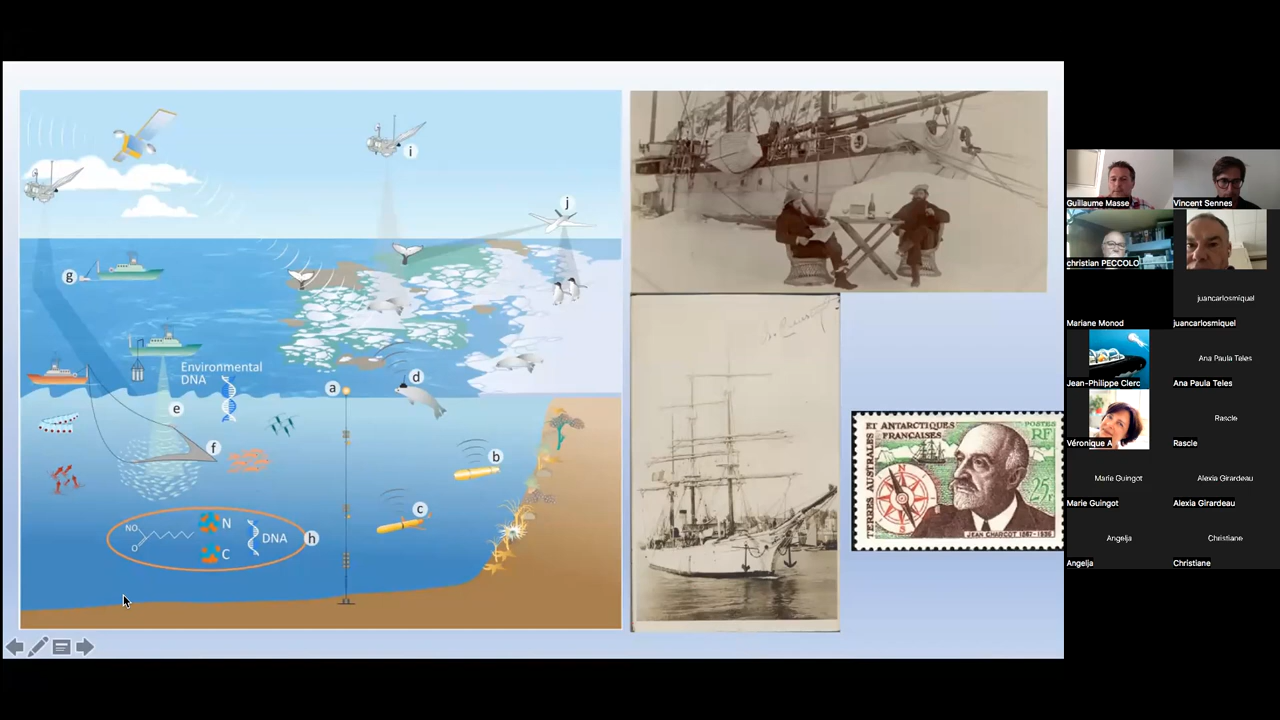 i
j
g
Environmental
DNA
a
d
e
f
b
c
NO
O
N
C
DNA
h
TERRES AUSTRALES
ET ANTARCTIQUES
FRANÇAISES
POSTES
RF
25F
N
JEAN CHARCOT 1867-1936
Guillaume Masse
Vincent Sennes
christian PECCOLO
juancarlosmiquel
Mariane Monod
juancarlosmiquel
Ana Paula Teles
Jean-Philippe Clerc
Ana Paula Teles
Rascle
Véronique A
Rascle
Marie Guingot
Alexia Girardeau
Marie Guingot
Alexia Girardeau
Angelja
Christiane
Angelja
Christiane